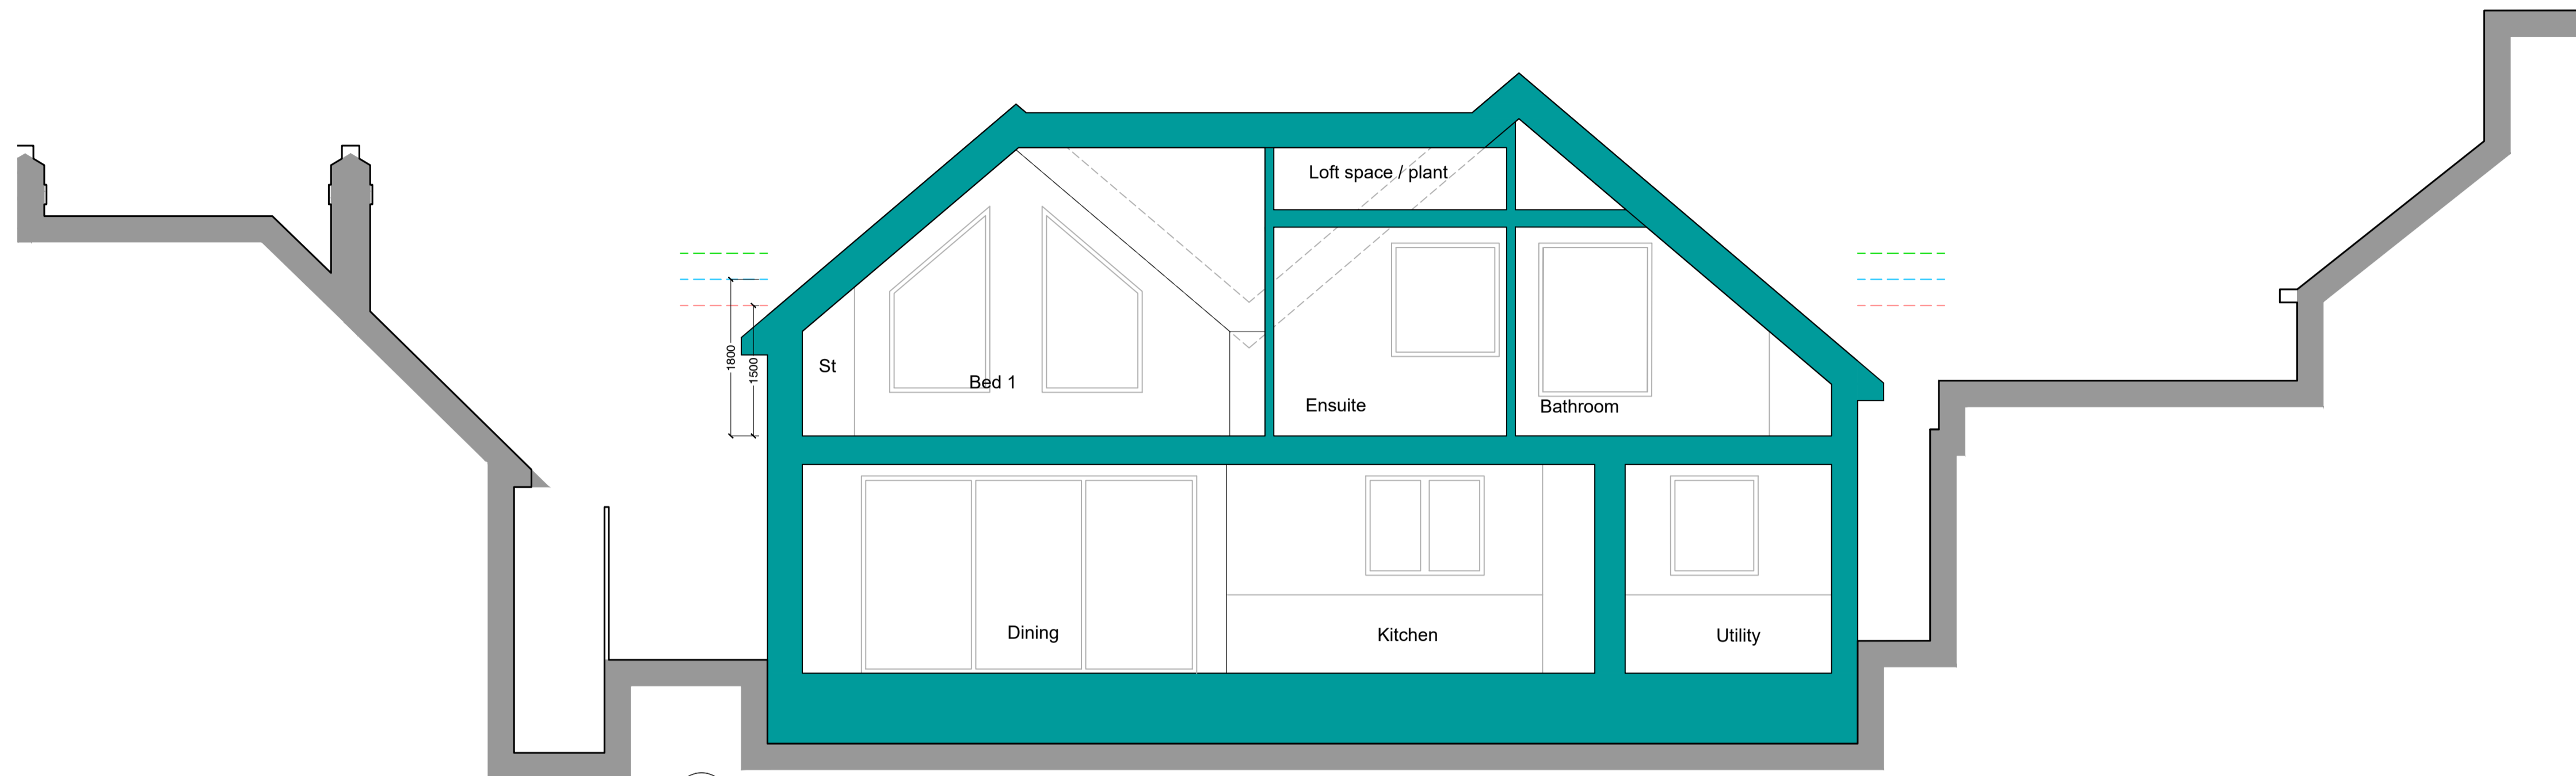 Loft space / plant
1800
1500
St
Bed 1
Ensuite
Bathroom
Dining
Kitchen
Utility